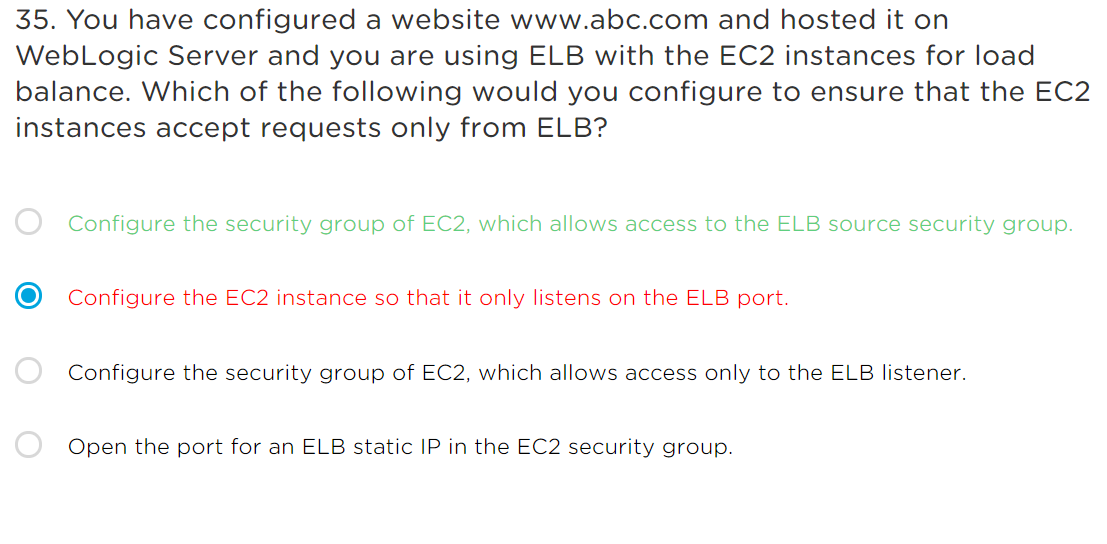 35. You have configured a website www.abc.com and hosted it on
WebLogic Server and you are using ELB with the EC2 instances for load
balance. Which of the following would you configure to ensure that the EC2
instances accept requests only from ELB?
Configure the security group of EC2, which allows access to the ELB source security group.
Configure the EC2 instance so that it only listens on the ELB port.
Configure the security group of EC2, which allows access only to the ELB listener.
Open the port for an ELB static IP in the EC2 security group.